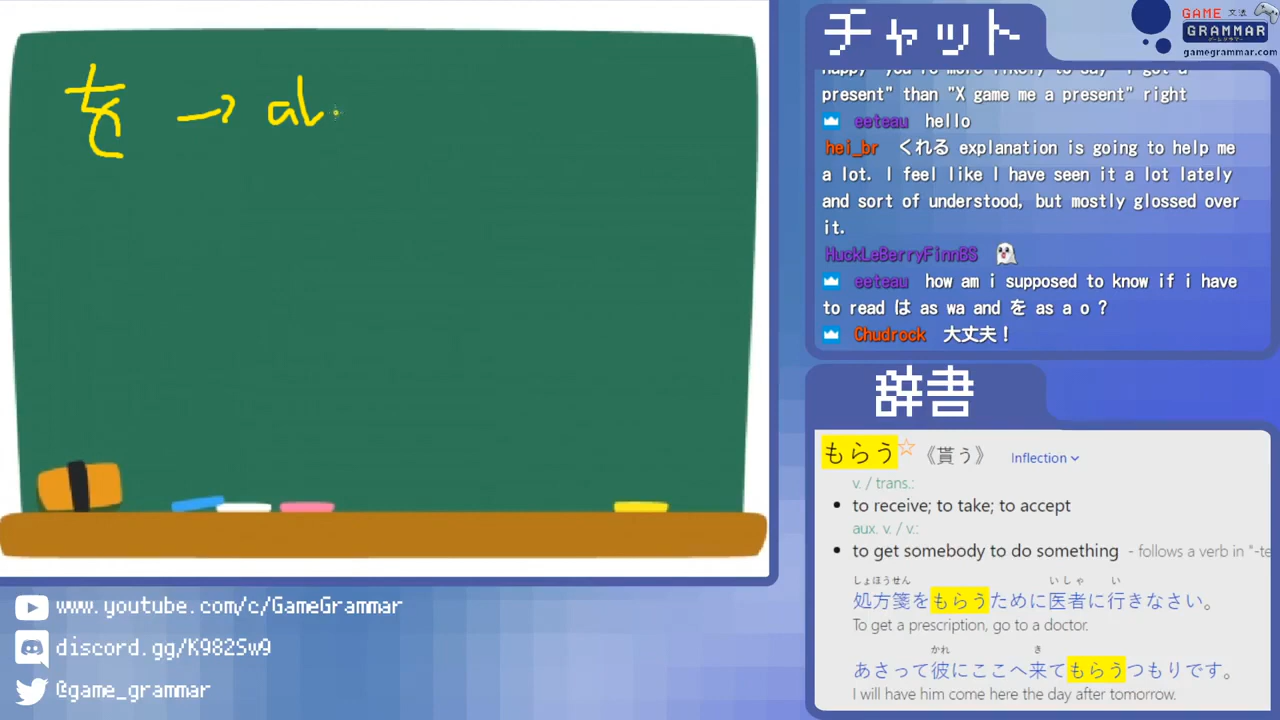 を → al
チャット
GAME 文法
GRAMMAR
gamegrammar.com
happy "you're more likely to say "I got a
present" than "X game me a present" right
eeteau hello
hei_br くれる explanation is going to help me
a lot. I feel like I have seen it a lot lately
and sort of understood, but mostly glossed over
it.
HuckLeBerryFinnBS
eeteau how am i supposed to know if i have
to read は as wa and を as a o ?
Chudrock 大丈夫！
辞書
もらう☆ 《貰う》 Inflection
v. / trans.:
• to receive; to take; to accept
aux. v. / v.:
• to get somebody to do something - follows a verb in "-te
しょほうせん いしゃ い
処方箋をもらうために医者に行きなさい。
To get a prescription, go to a doctor.
かれ き
あさって彼にここへ来てもらうつもりです。
I will have him come here the day after tomorrow.
www.youtube.com/c/GameGrammar
discord.gg/K982Sw9
@game_grammar